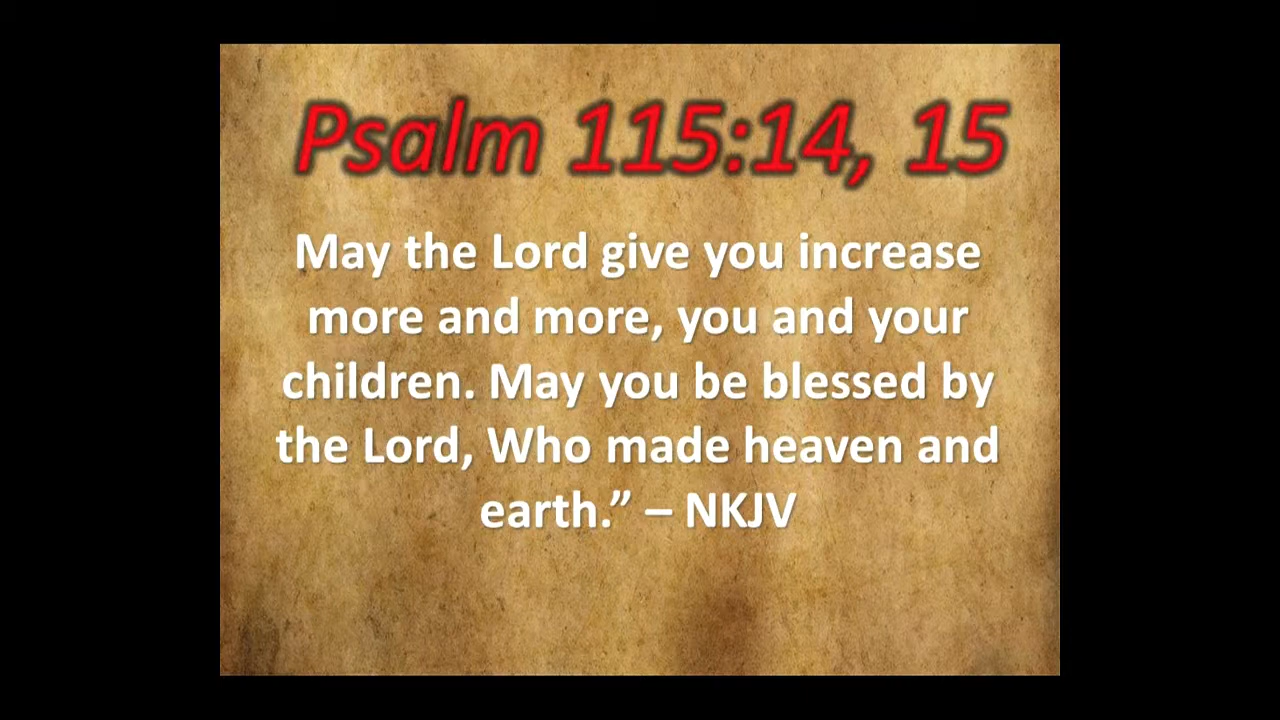 Psalm 115:14, 15
May the Lord give you increase
more and more, you and your
children. May you be blessed by
the Lord, Who made heaven and
earth.” – NKJV